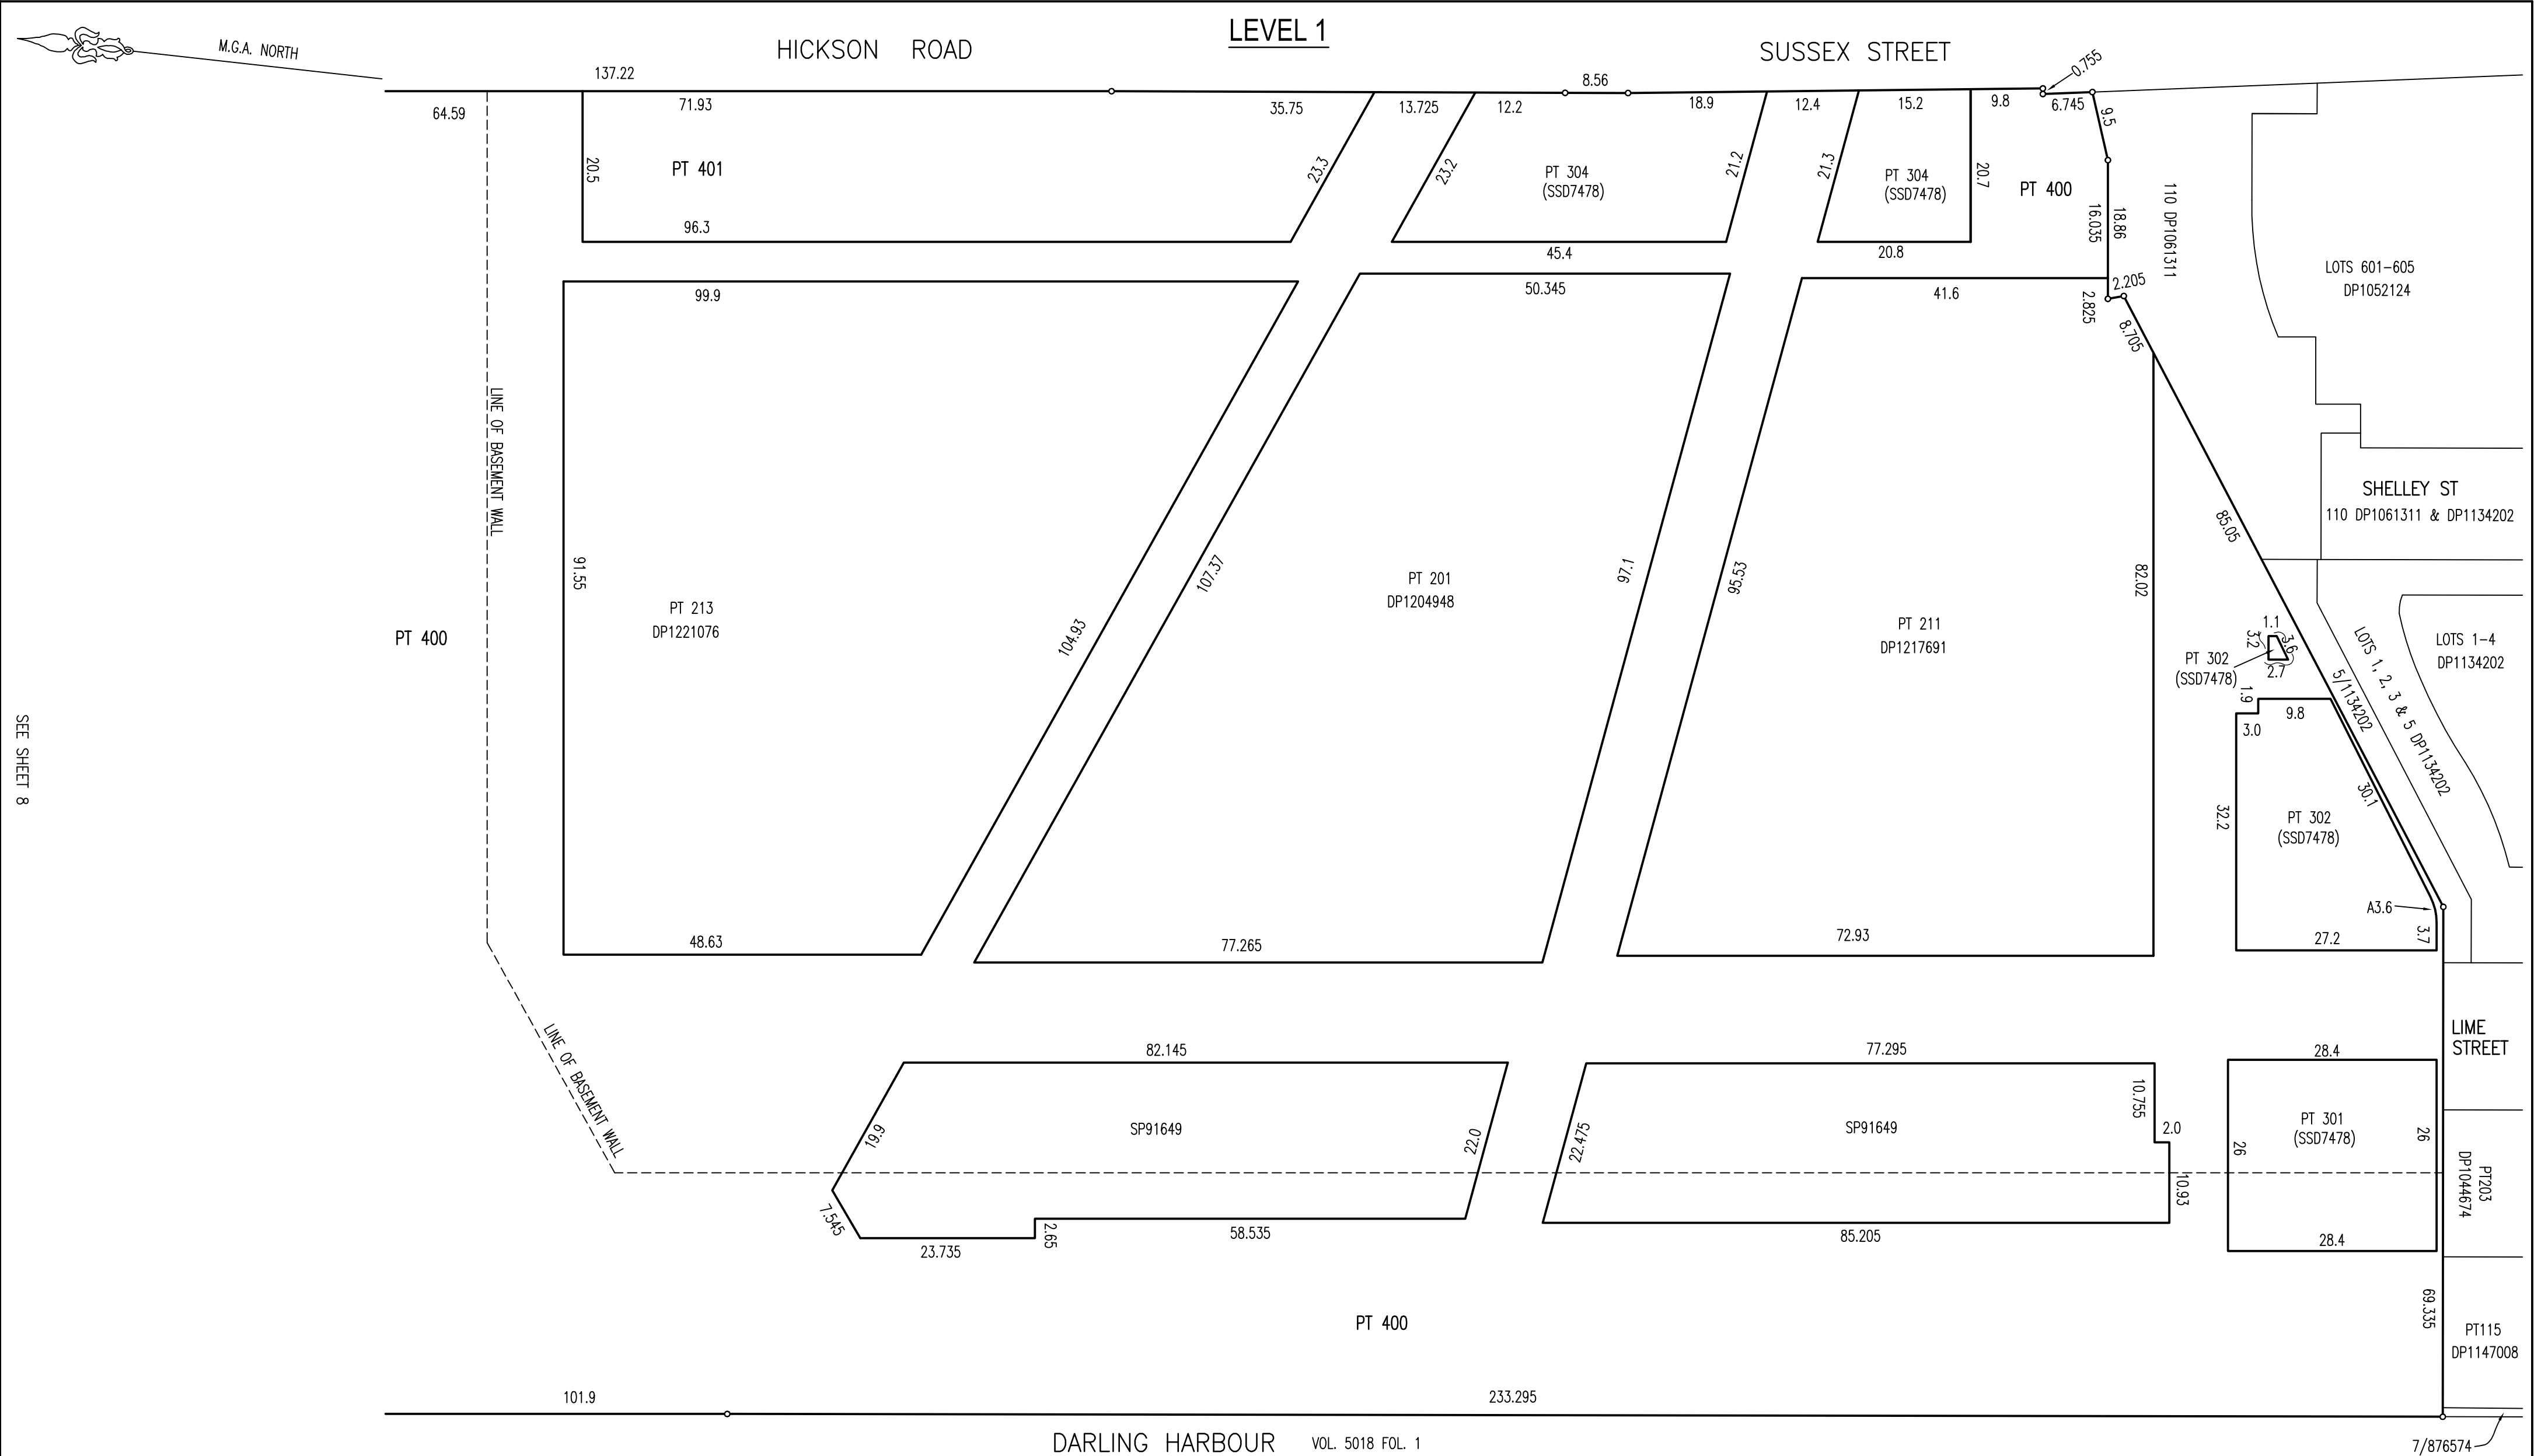 LEVEL 1
M.G.A. NORTH
HICKSON ROAD
SUSSEX STREET
137.22
8.56
0.755
64.59
71.93
35.75
13.725
12.2
18.9
12.4
15.2
9.8
6.745
9.5
20.5
PT 401
23.3
23.2
PT 304
(SSD7478)
21.2
21.3
PT 304
(SSD7478)
20.7
PT 400
16.035
18.86
110 DP1061311
96.3
45.4
20.8
LOTS 601-605
DP1052124
99.9
50.345
41.6
2.205
2.825
8.705
LINE OF BASEMENT WALL
SHELLEY ST
110 DP1061311 & DP1134202
85.05
91.55
PT 213
DP1221076
104.93
107.37
PT 201
DP1204948
97.1
95.53
PT 211
DP1217691
82.02
PT 400
1.1
3.2
3.6
2.7
PT 302
(SSD7478)
LOTS 1-4
DP1134202
LOTS 1, 2, 3 & 5 DP1134202
5/1134202
1.9
3.0
9.8
SEE SHEET 8
32.2
PT 302
(SSD7478)
30.1
A3.6
3.7
27.2
48.63
77.265
72.93
LINE OF BASEMENT WALL
82.145
77.295
28.4
LIME
STREET
19.9
SP91649
22.0
22.475
SP91649
10.755
2.0
10.93
PT 301
(SSD7478)
26
26
PT203
DP1044674
7.545
23.735
2.65
58.535
85.205
28.4
PT 400
69.335
PT115
DP1147008
101.9
233.295
DARLING HARBOUR VOL. 5018 FOL. 1
7/876574